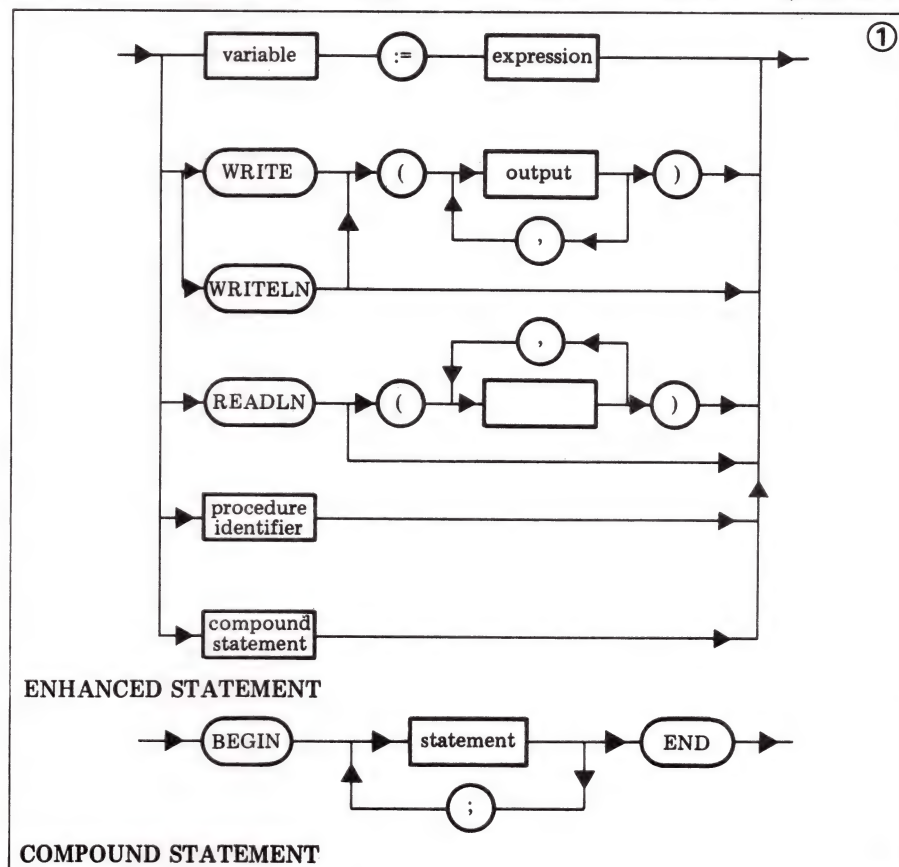 ①
variable := expression
WRITE ( output )
,
WRITELN
,
READLN ( )
procedure
identifier
compound
statement
ENHANCED STATEMENT
BEGIN statement END
;
COMPOUND STATEMENT